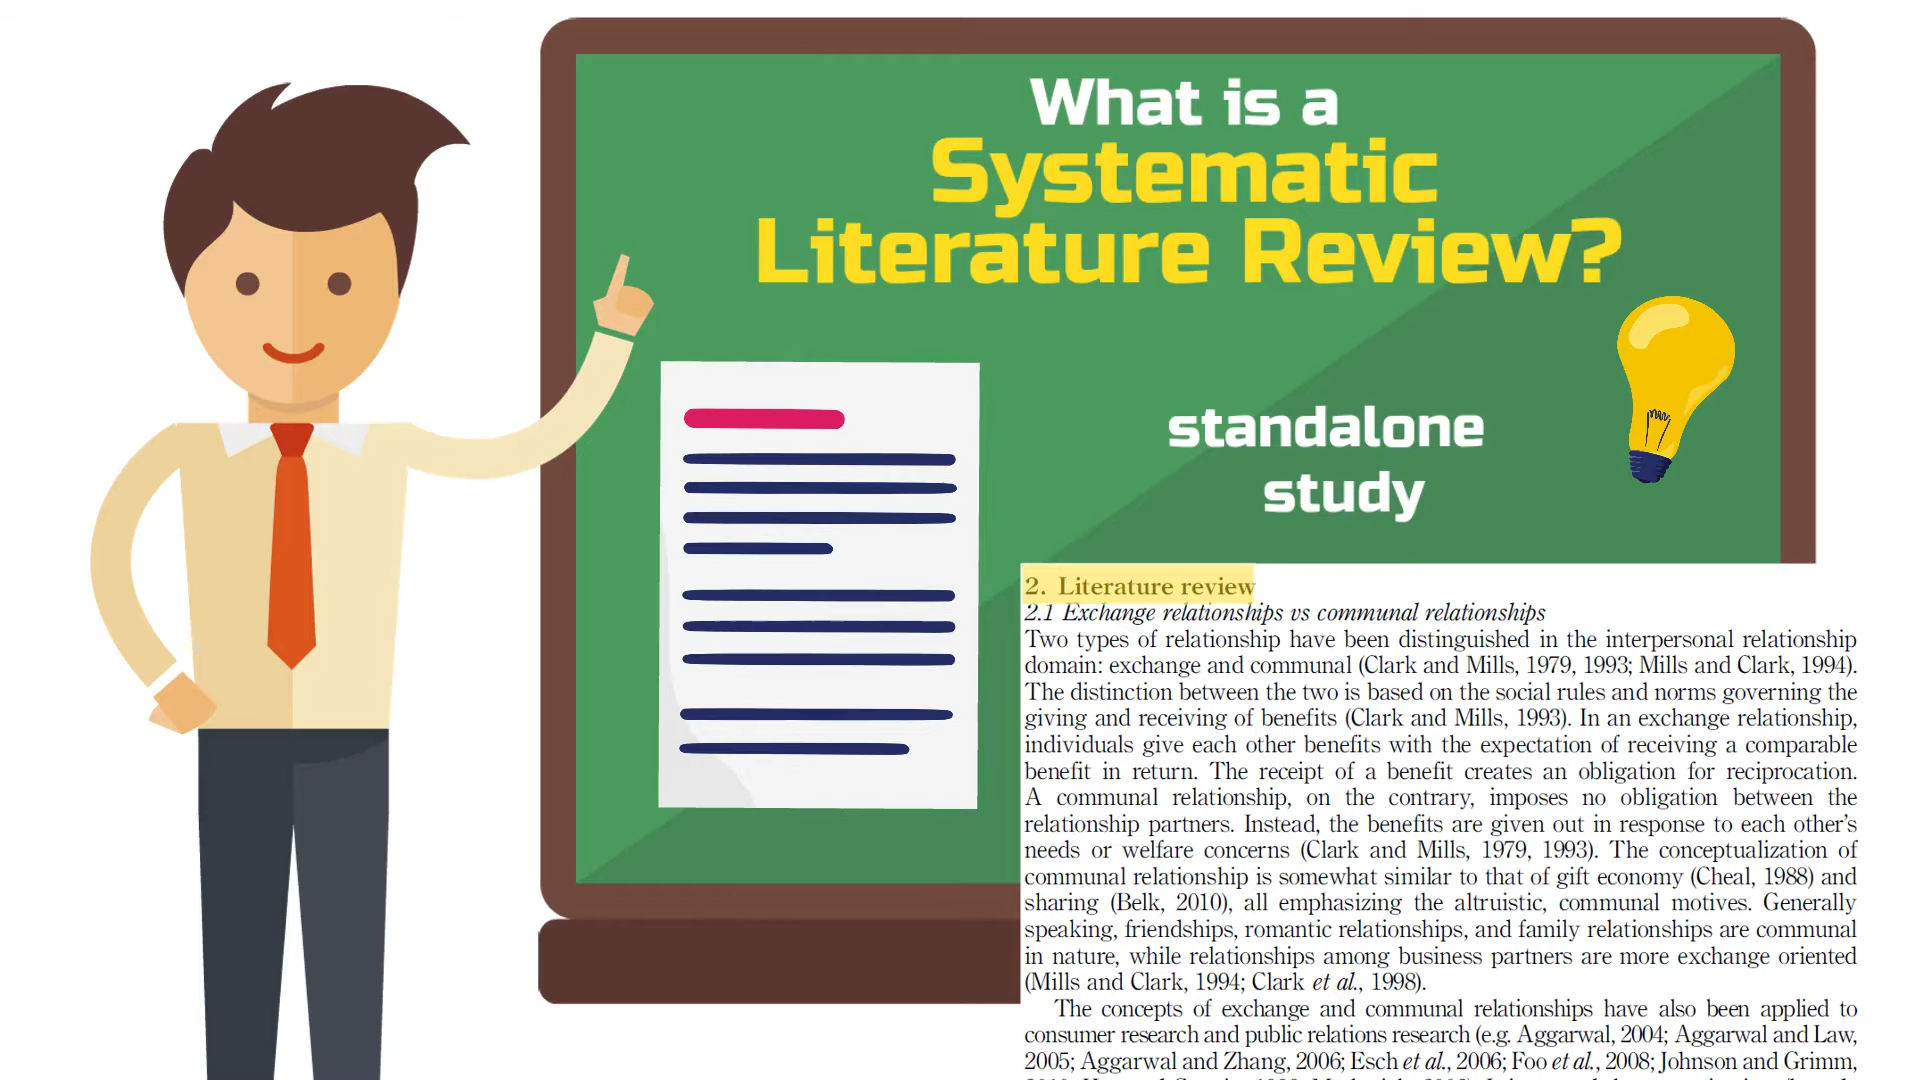 What is a
Systematic
Literature Review?
standalone
study
2. Literature review
2.1 Exchange relationships vs communal relationships
Two types of relationship have been distinguished in the interpersonal relationship
domain: exchange and communal (Clark and Mills, 1979, 1993; Mills and Clark, 1994).
The distinction between the two is based on the social rules and norms governing the
giving and receiving of benefits (Clark and Mills, 1993). In an exchange relationship,
individuals give each other benefits with the expectation of receiving a comparable
benefit in return. The receipt of a benefit creates an obligation for reciprocation.
A communal relationship, on the contrary, imposes no obligation between the
relationship partners. Instead, the benefits are given out in response to each other's
needs or welfare concerns (Clark and Mills, 1979, 1993). The conceptualization of
communal relationship is somewhat similar to that of gift economy (Cheal, 1988) and
sharing (Belk, 2010), all emphasizing the altruistic, communal motives. Generally
speaking, friendships, romantic relationships, and family relationships are communal
in nature, while relationships among business partners are more exchange oriented
(Mills and Clark, 1994; Clark et al., 1998).
The concepts of exchange and communal relationships have also been applied to
consumer research and public relations research (e.g. Aggarwal, 2004; Aggarwal and Law,
2005; Aggarwal and Zhang, 2006; Esch et al., 2006; Foo et al., 2008; Johnson and Grimm,